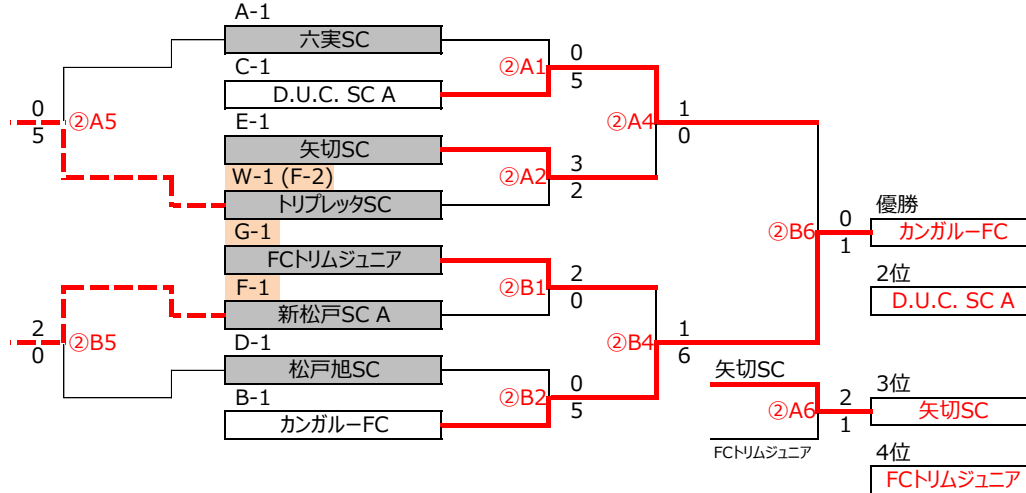 A-1
六実SC
C-1
D.U.C. SC A
E-1
矢切SC
W-1 (F-2)
トリプレッタSC
G-1
FCトリムジュニア
F-1
新松戸SC A
D-1
松戸旭SC
B-1
カンガルーFC
0
②A5
5
2
②B5
0
②A1
0
5
②A2
3
2
②B1
2
0
②B2
0
5
②A4
1
0
②B4
1
6
②B6
0
1
矢切SC
②A6
2
1
FCトリムジュニア
優勝
カンガルーFC
2位
D.U.C. SC A
3位
矢切SC
4位
FCトリムジュニア